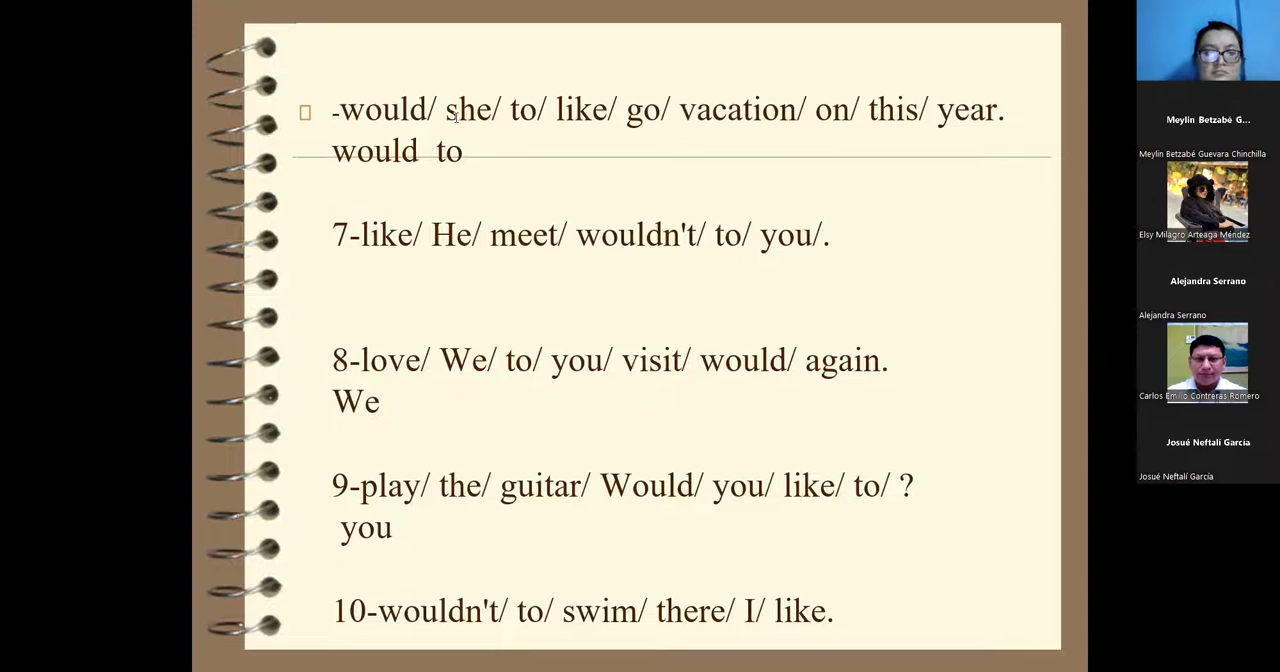 -would/ she/ to/ like/ go/ vacation/ on/ this/ year.
would to
7-like/ He/ meet/ wouldn't/ to/ you/.
8-love/ We/ to/ you/ visit/ would/ again.
We
9-play/ the/ guitar/ Would/ you/ like/ to/ ?
you
10-wouldn't/ to/ swim/ there/ I/ like.
Meylin Betzabé G...
Meylin Betzabé Guevara Chinchilla
Elsy Milagro Arteaga Méndez
Alejandra Serrano
Alejandra Serrano
Carlos Emilio Contreras Romero
Josué Neftalí García
Josué Neftalí García